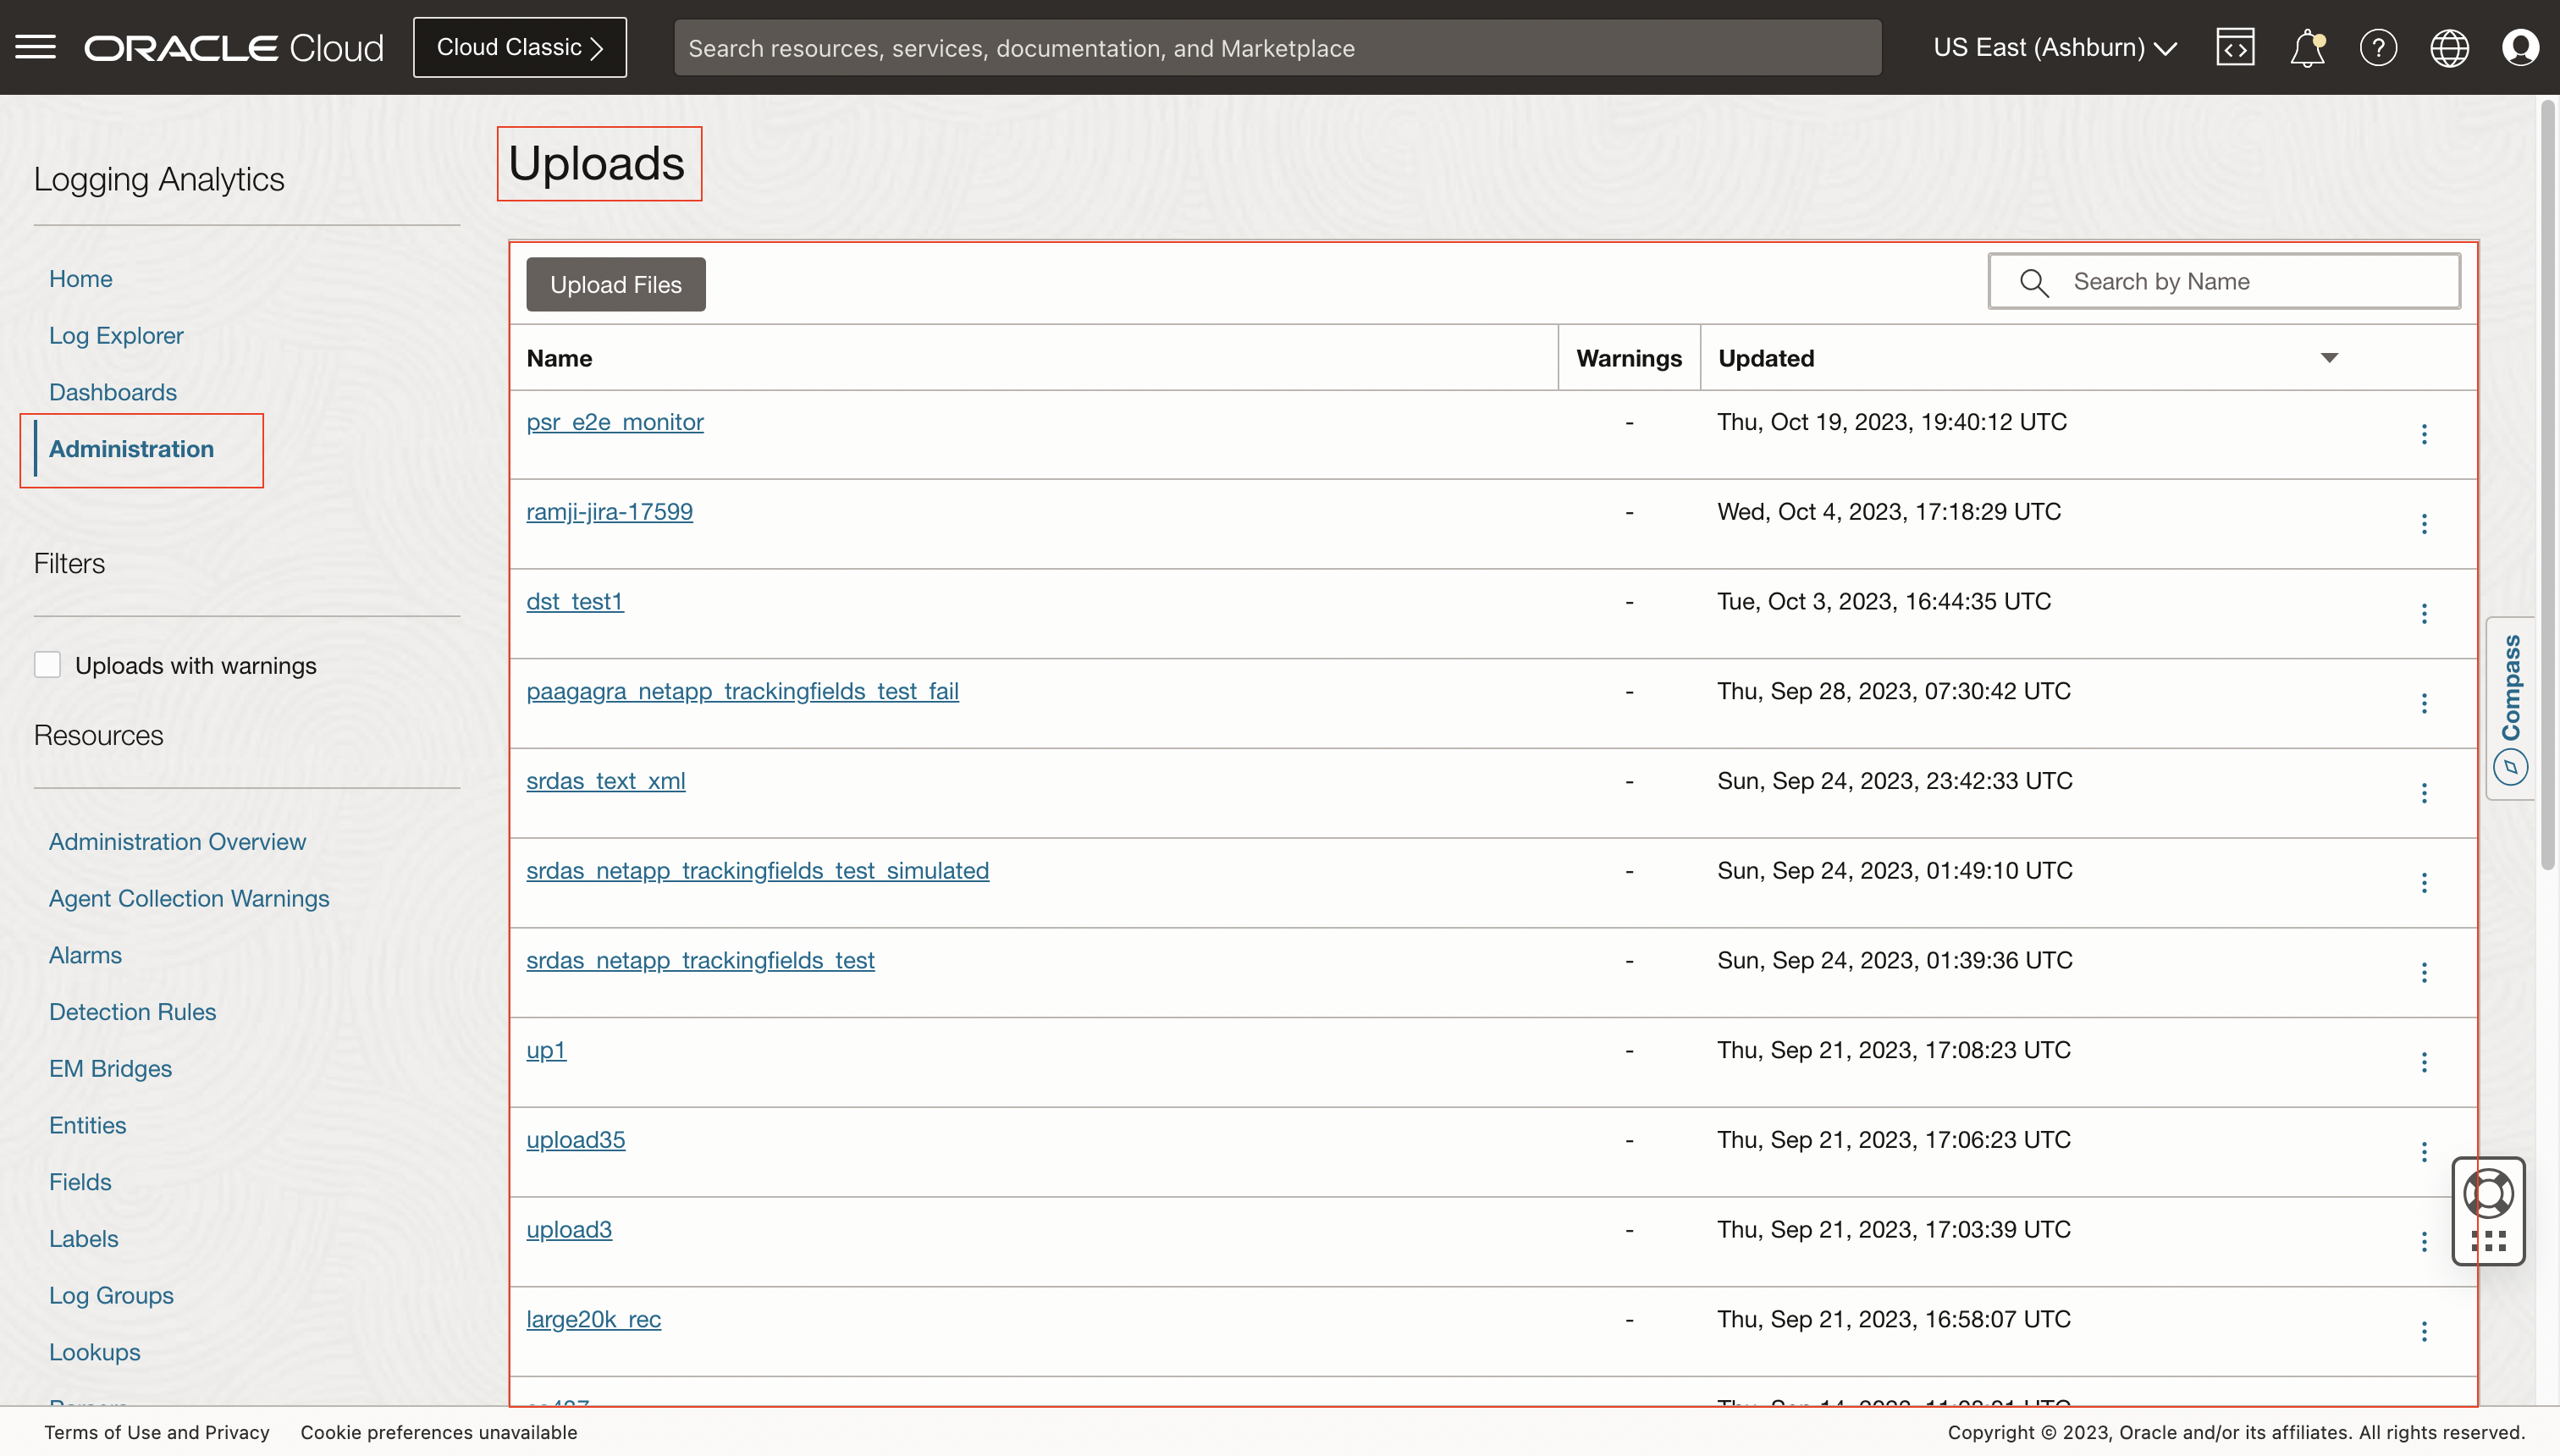 ORACLE Cloud
Cloud Classic
Search resources, services, documentation, and Marketplace
US East (Ashburn)
Logging Analytics
Home
Log Explorer
Dashboards
Administration
Filters
Uploads with warnings
Resources
Administration Overview
Agent Collection Warnings
Alarms
Detection Rules
EM Bridges
Entities
Fields
Labels
Log Groups
Lookups
Uploads
Upload Files
Search by Name
Name Warnings Updated
psr_e2e_monitor - Thu, Oct 19, 2023, 19:40:12 UTC
ramji-jira-17599 - Wed, Oct 4, 2023, 17:18:29 UTC
dst_test1 - Tue, Oct 3, 2023, 16:44:35 UTC
paagagra_netapp_trackingfields_test_fail - Thu, Sep 28, 2023, 07:30:42 UTC
srdas_text_xml - Sun, Sep 24, 2023, 23:42:33 UTC
srdas_netapp_trackingfields_test_simulated - Sun, Sep 24, 2023, 01:49:10 UTC
srdas_netapp_trackingfields_test - Sun, Sep 24, 2023, 01:39:36 UTC
up1 - Thu, Sep 21, 2023, 17:08:23 UTC
upload35 - Thu, Sep 21, 2023, 17:06:23 UTC
upload3 - Thu, Sep 21, 2023, 17:03:39 UTC
large20k_rec - Thu, Sep 21, 2023, 16:58:07 UTC
Compass
Terms of Use and Privacy Cookie preferences unavailable
Copyright © 2023, Oracle and/or its affiliates. All rights reserved.